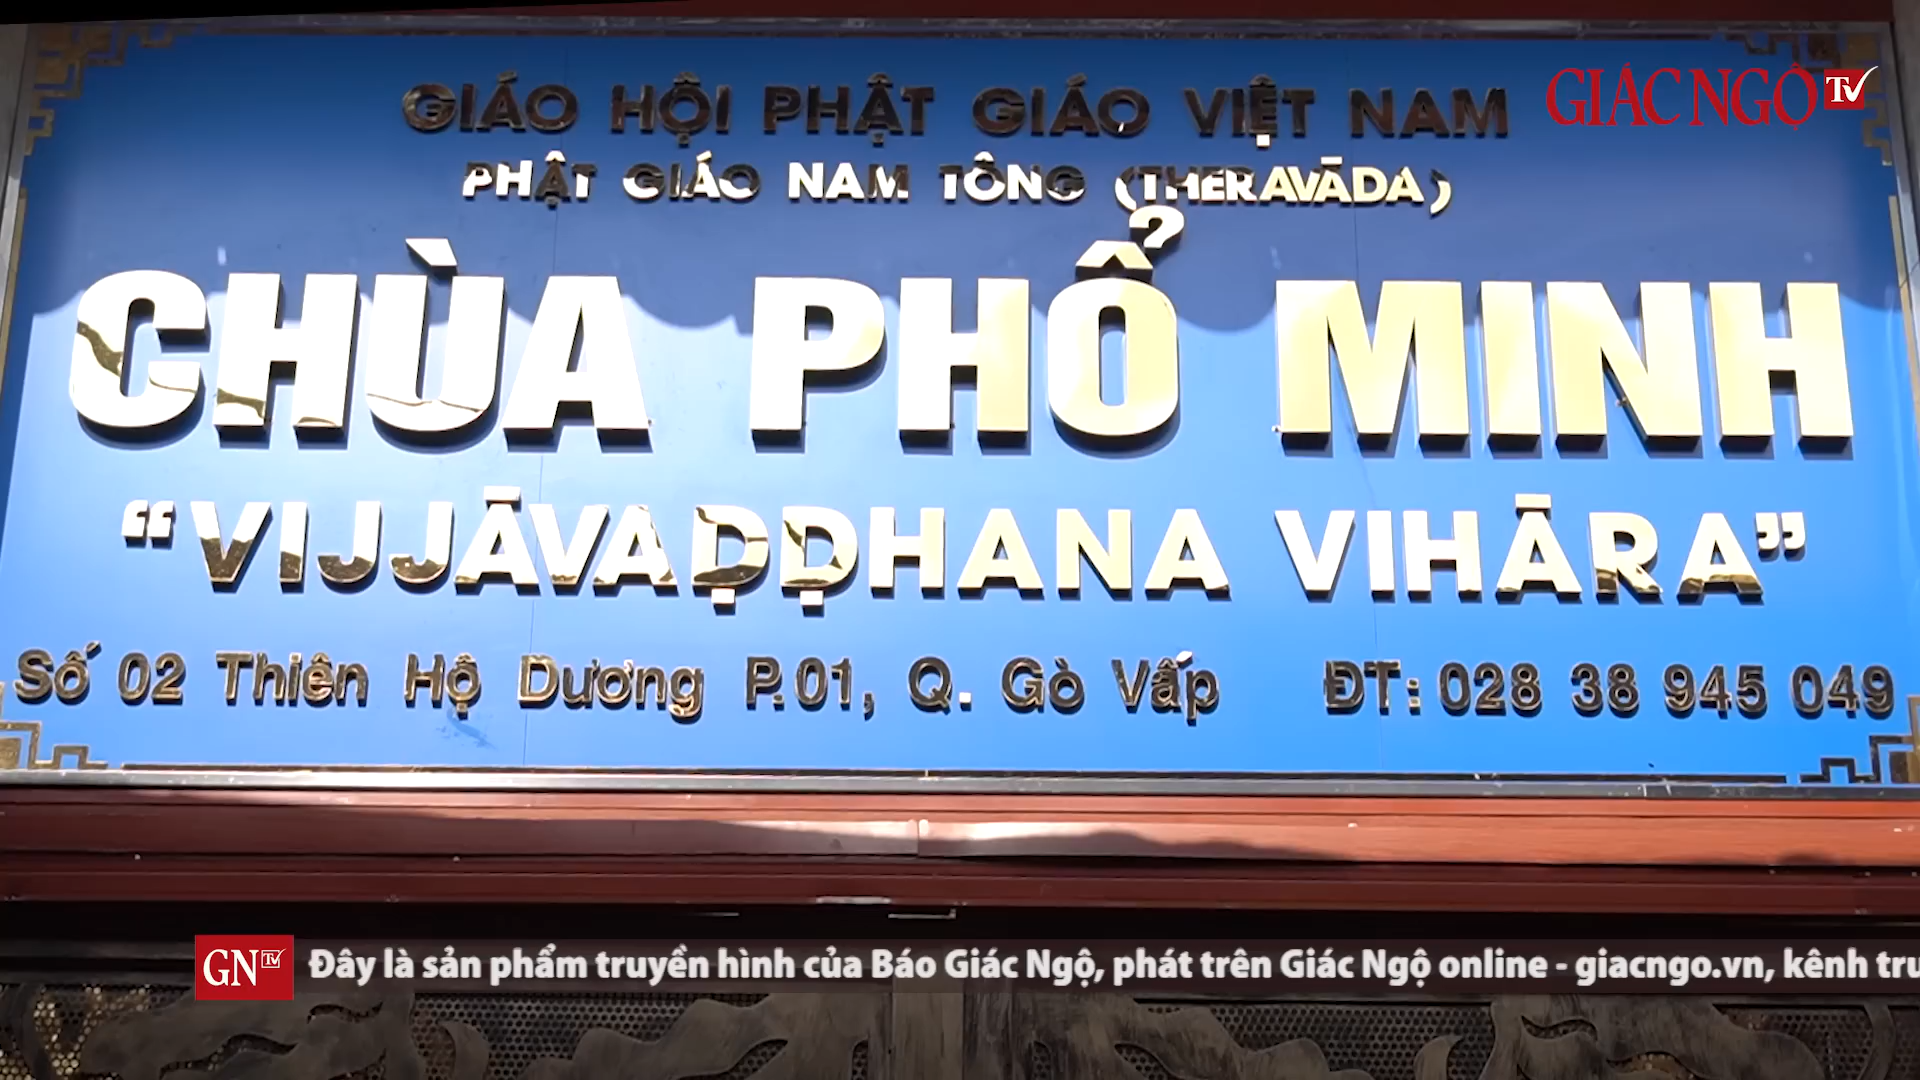 GIÁO HỘI PHẬT GIÁO VIỆT NAM
GIÁC NGỘ TV
PHẬT GIÁO NAM TÔNG (THERAVĀDA)
CHÙA PHỔ MINH
“VIJJĀVAḌḌHANA VIHĀRA”
Số 02 Thiên Hộ Dương P.01, Q. Gò Vấp ĐT: 028 38 945 049
GN TV Đây là sản phẩm truyền hình của Báo Giác Ngộ, phát trên Giác Ngộ online - giacngo.vn, kênh tru